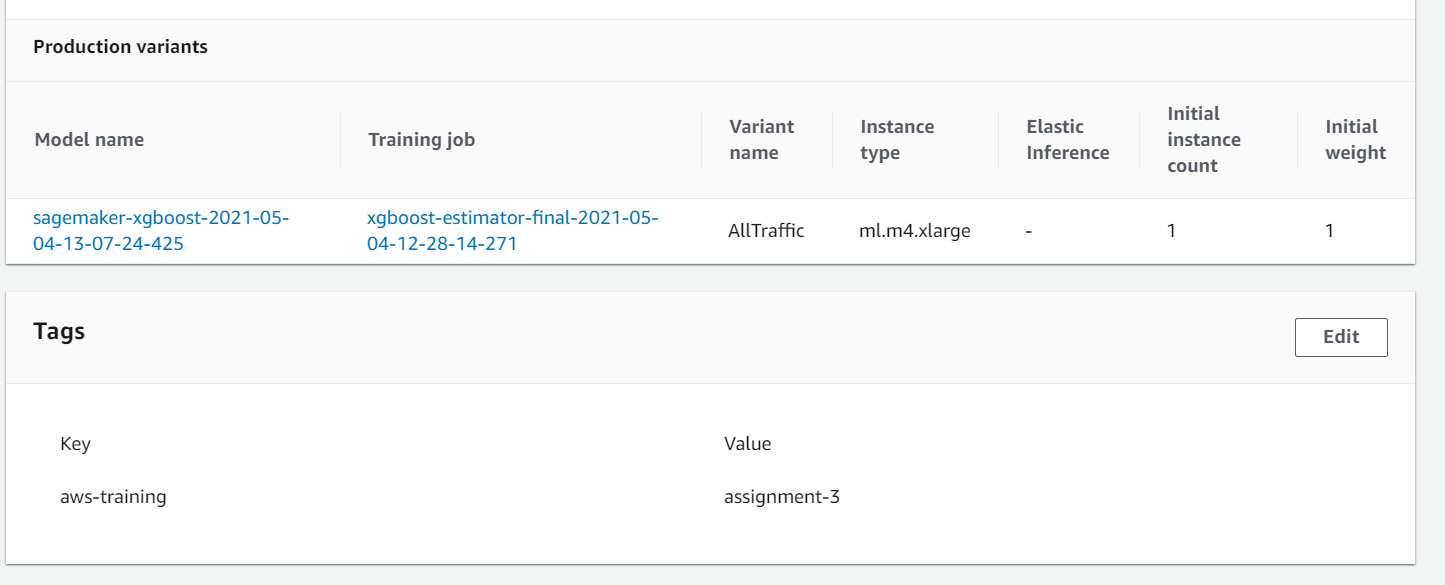 Production variants
Model name
Training job
Variant
name
Instance
type
Elastic
Inference
Initial
instance
count
Initial
weight
sagemaker-xgboost-2021-05-
04-13-07-24-425
xgboost-estimator-final-2021-05-
04-12-28-14-271
AllTraffic
ml.m4.xlarge
-
1
1
Tags
Edit
Key
Value
aws-training
assignment-3